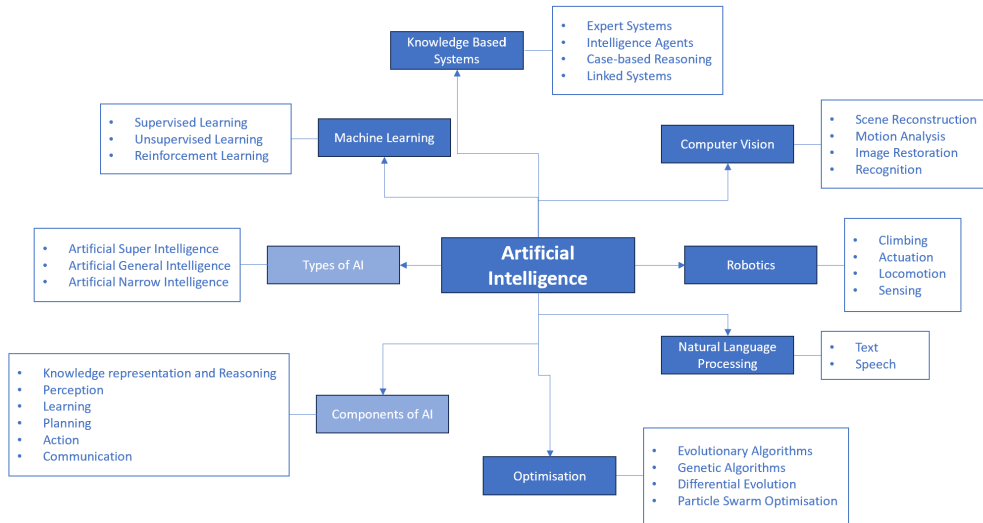 Knowledge Based
Systems
• Expert Systems
• Intelligence Agents
• Case-based Reasoning
• Linked Systems
• Supervised Learning
• Unsupervised Learning
• Reinforcement Learning
Machine Learning
Computer Vision
• Scene Reconstruction
• Motion Analysis
• Image Restoration
• Recognition
• Artificial Super Intelligence
• Artificial General Intelligence
• Artificial Narrow Intelligence
Types of AI
Artificial
Intelligence
Robotics
• Climbing
• Actuation
• Locomotion
• Sensing
Natural Language
Processing
• Text
• Speech
• Knowledge representation and Reasoning
• Perception
• Learning
• Planning
• Action
• Communication
Components of AI
Optimisation
• Evolutionary Algorithms
• Genetic Algorithms
• Differential Evolution
• Particle Swarm Optimisation